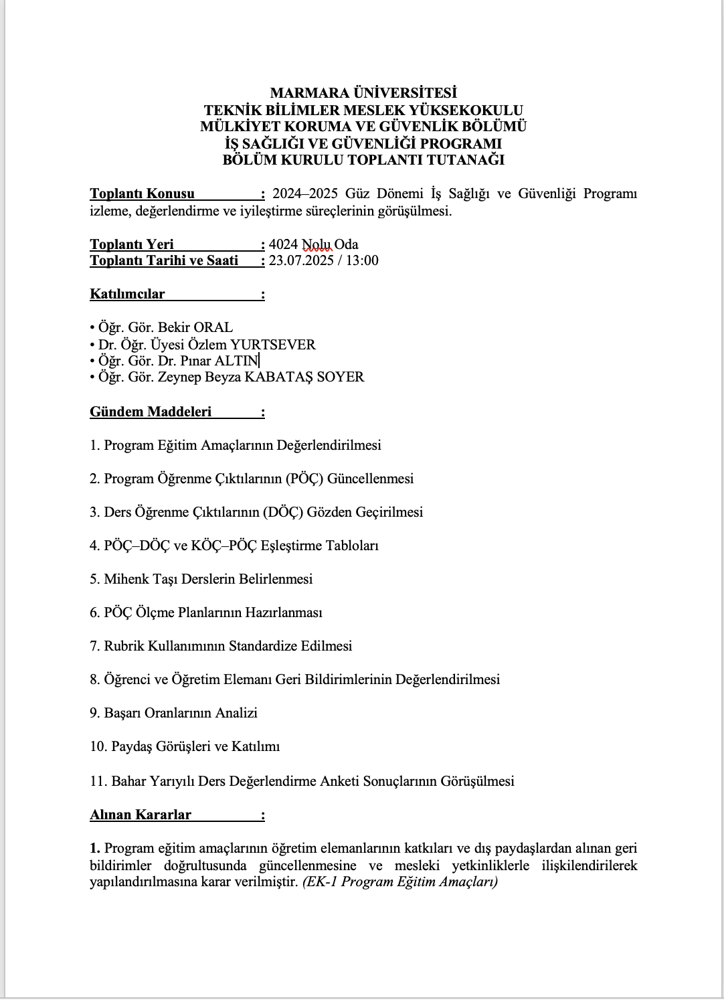 MARMARA ÜNİVERSİTESİ
TEKNİK BİLİMLER MESLEK YÜKSEKOKULU
MÜLKİYET KORUMA VE GÜVENLİK BÖLÜMÜ
İŞ SAĞLIĞI VE GÜVENLİĞİ PROGRAMI
BÖLÜM KURULU TOPLANTI TUTANAĞI
Toplantı Konusu : 2024–2025 Güz Dönemi İş Sağlığı ve Güvenliği Programı
izleme, değerlendirme ve iyileştirme süreçlerinin görüşülmesi.
Toplantı Yeri : 4024 Nolu Oda
Toplantı Tarihi ve Saati : 23.07.2025 / 13:00
Katılımcılar :
• Öğr. Gör. Bekir ORAL
• Dr. Öğr. Üyesi Özlem YURTSEVER
• Öğr. Gör. Dr. Pınar ALTIN
• Öğr. Gör. Zeynep Beyza KABATAŞ SOYER
Gündem Maddeleri :
1. Program Eğitim Amaçlarının Değerlendirilmesi
2. Program Öğrenme Çıktılarının (PÖÇ) Güncellenmesi
3. Ders Öğrenme Çıktılarının (DÖÇ) Gözden Geçirilmesi
4. PÖÇ–DÖÇ ve KÖÇ–PÖÇ Eşleştirme Tabloları
5. Mihenk Taşı Derslerin Belirlenmesi
6. PÖÇ Ölçme Planlarının Hazırlanması
7. Rubrik Kullanımının Standardize Edilmesi
8. Öğrenci ve Öğretim Elemanı Geri Bildirimlerinin Değerlendirilmesi
9. Başarı Oranlarının Analizi
10. Paydaş Görüşleri ve Katılımı
11. Bahar Yarıyılı Ders Değerlendirme Anketi Sonuçlarının Görüşülmesi
Alınan Kararlar :
1. Program eğitim amaçlarının öğretim elemanlarının katkıları ve dış paydaşlardan alınan geri
bildirimler doğrultusunda güncellenmesine ve mesleki yetkinliklerle ilişkilendirilerek
yapılandırılmasına karar verilmiştir. (EK-1 Program Eğitim Amaçları)